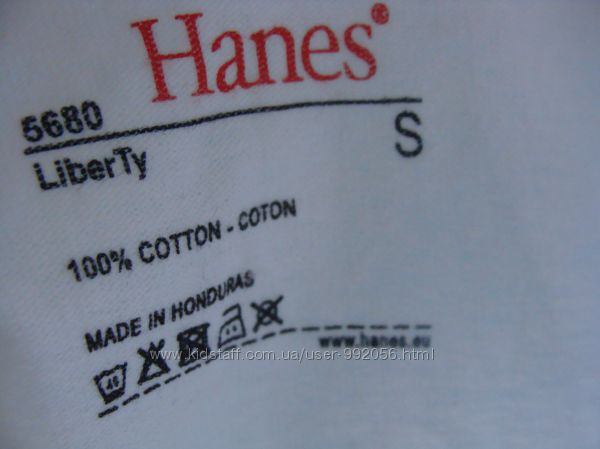 Hanes®
5680
LiberTy
S
100% COTTON - COTON
MADE IN HONDURAS
40
www.kidstaff.com.ua/user-992056.html
www.hanes.eu